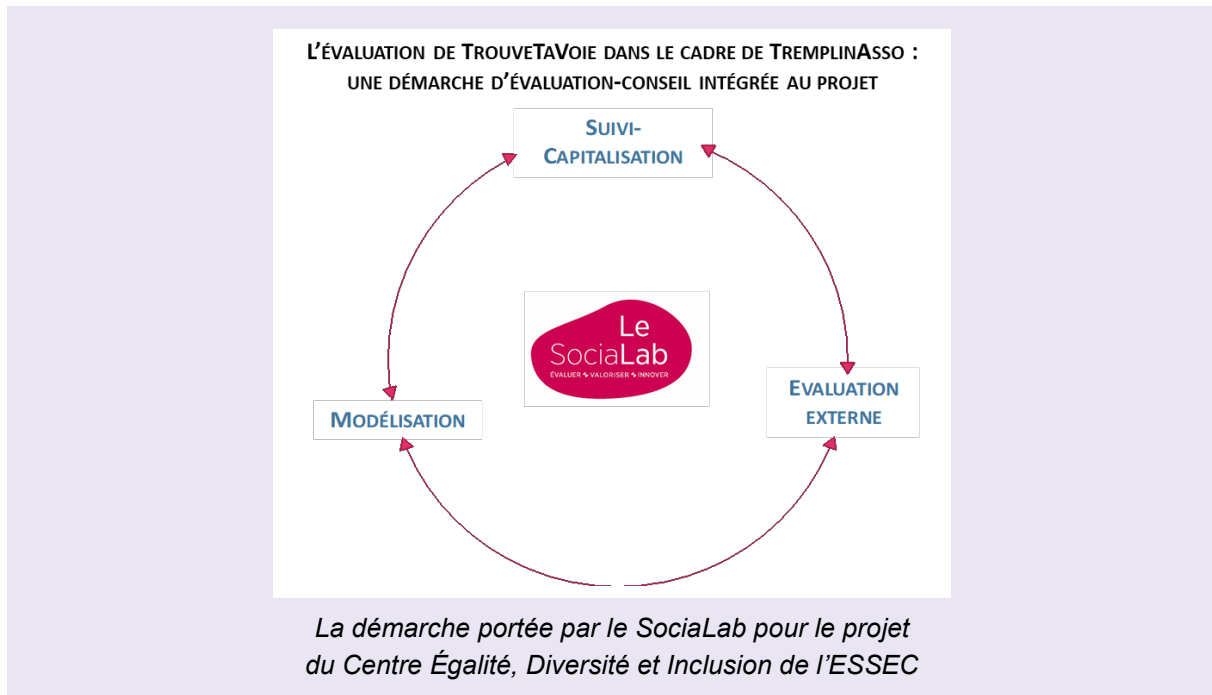 L'ÉVALUATION DE TROUVETAVOIE DANS LE CADRE DE TREMPLINASSO :
UNE DÉMARCHE D'ÉVALUATION-CONSEIL INTÉGRÉE AU PROJET
SUIVI-
CAPITALISATION
Le
SociaLab
ÉVALUER VALORISER INNOVER
MODÉLISATION
EVALUATION
EXTERNE
La démarche portée par le SociaLab pour le projet
du Centre Égalité, Diversité et Inclusion de l'ESSEC